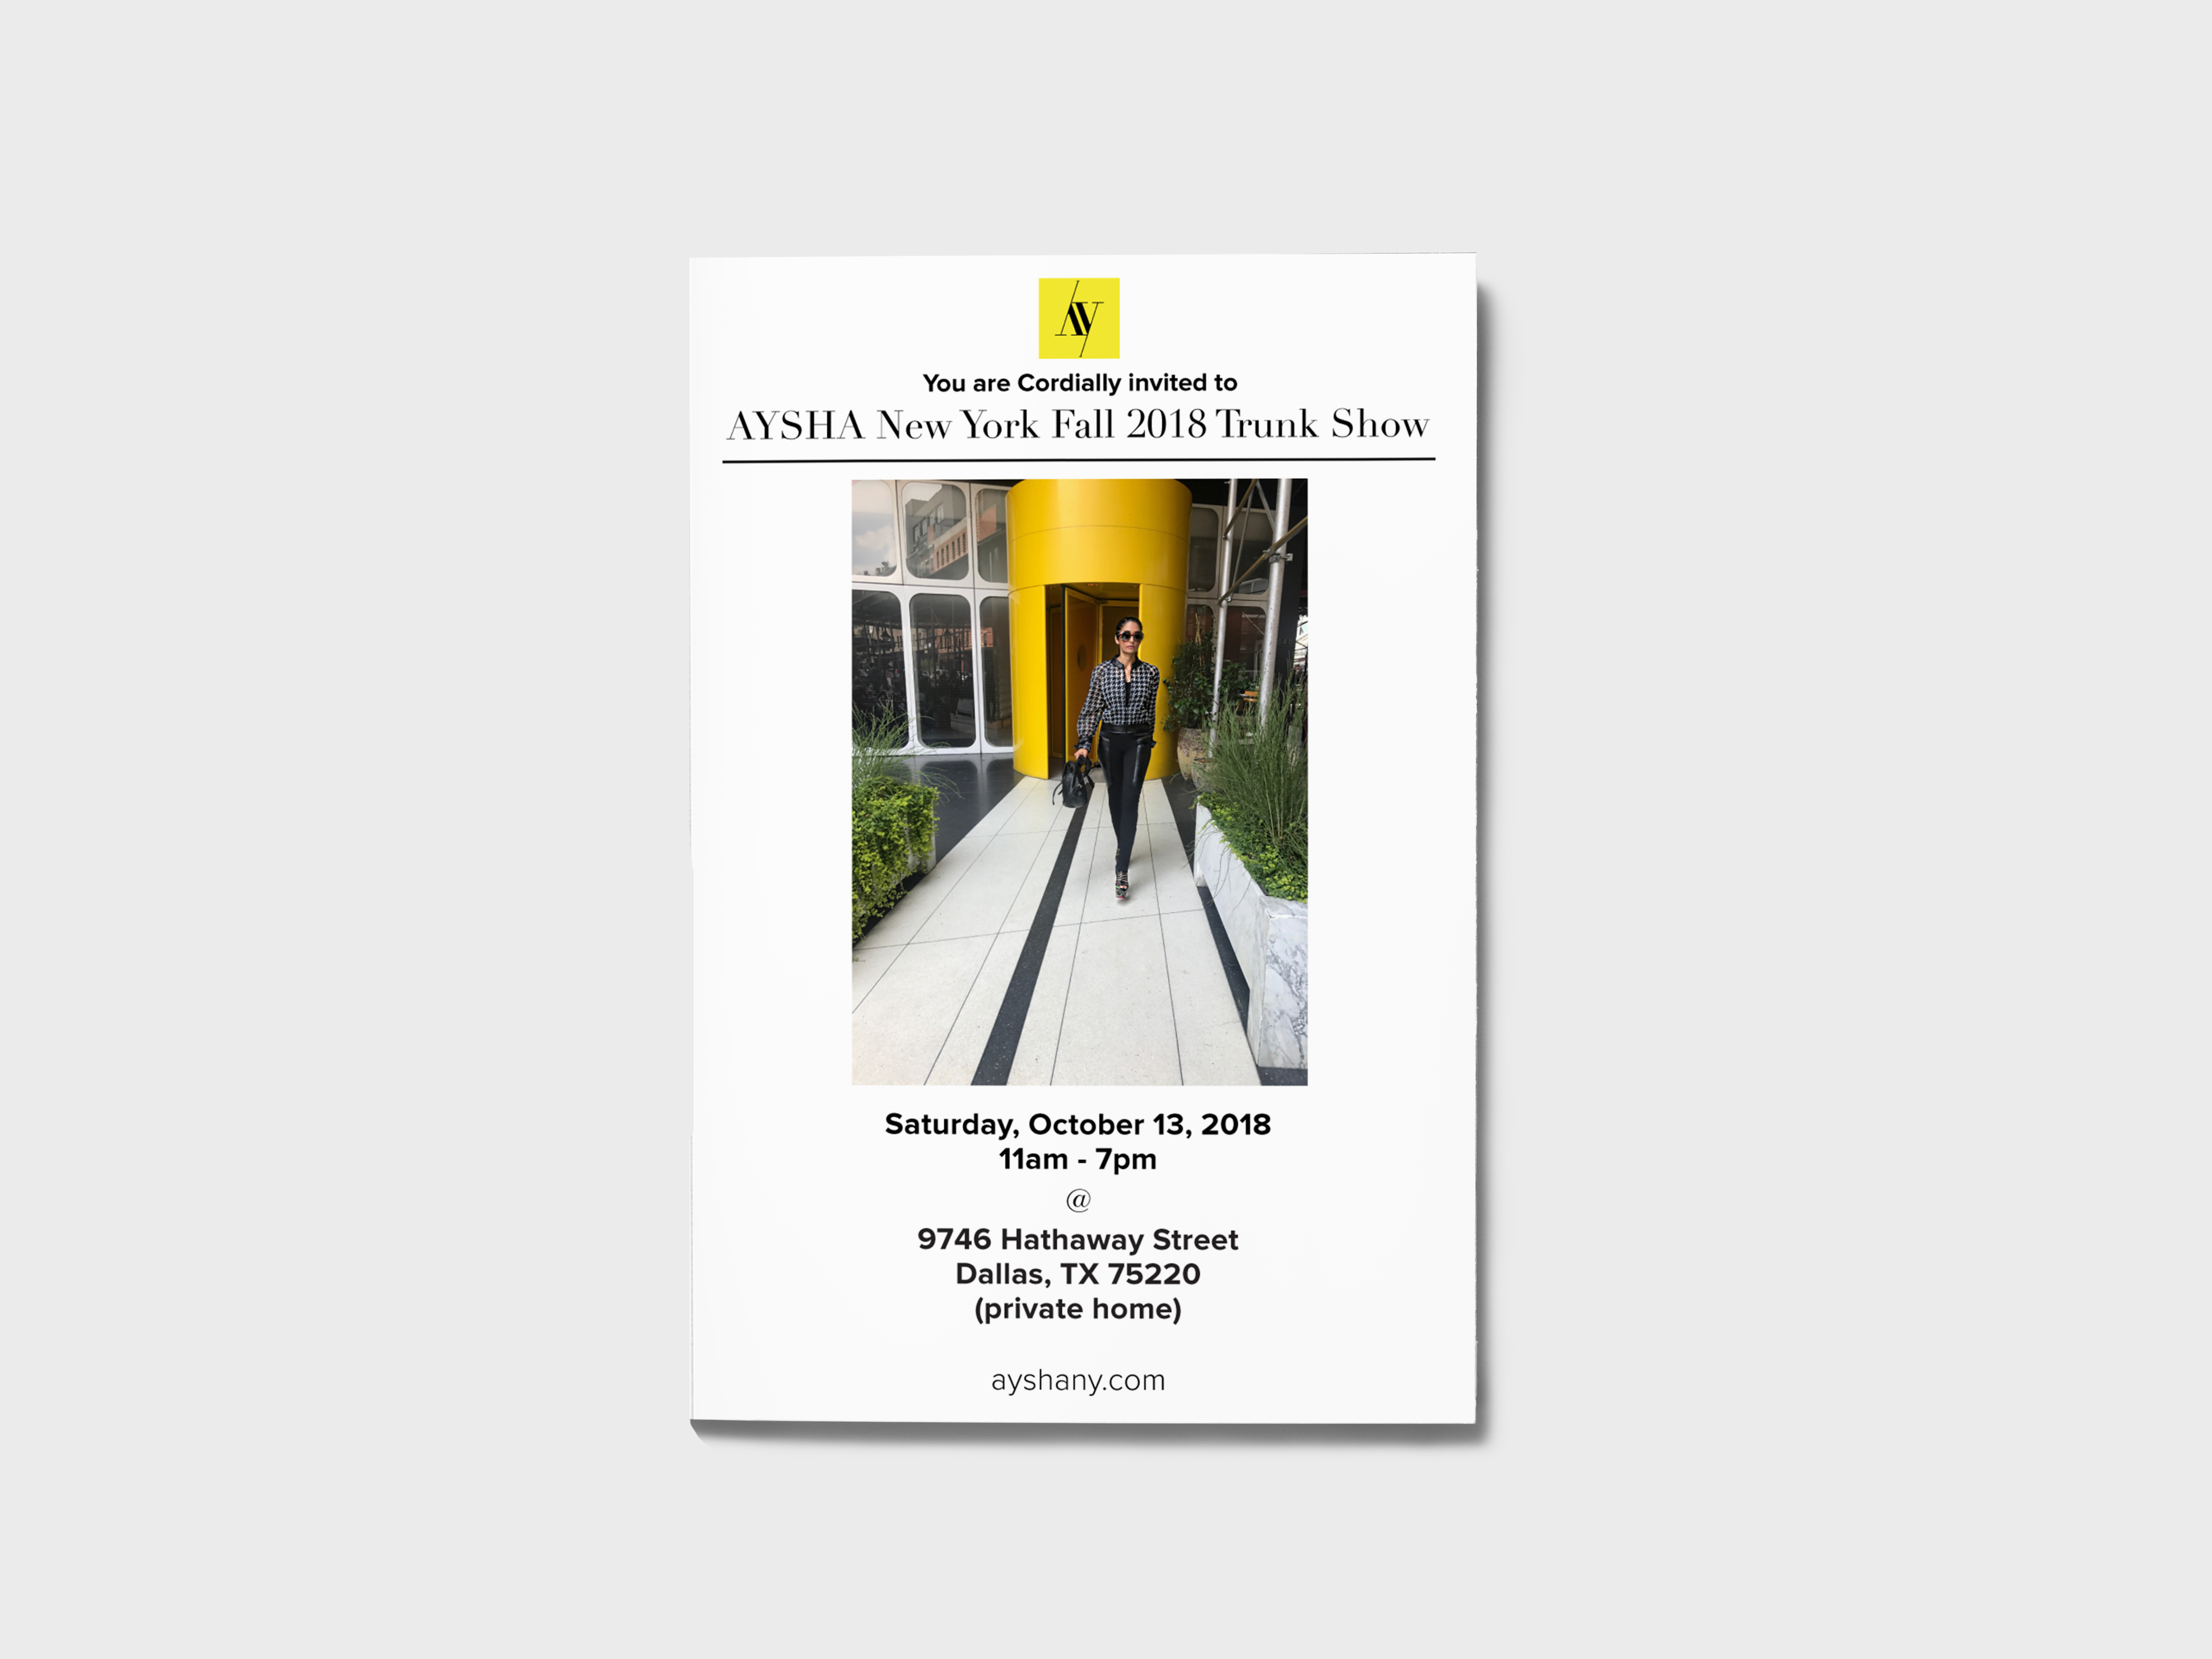 AY
You are Cordially invited to
AYSHA New York Fall 2018 Trunk Show
Saturday, October 13, 2018
11am - 7pm
@
9746 Hathaway Street
Dallas, TX 75220
(private home)
ayshany.com